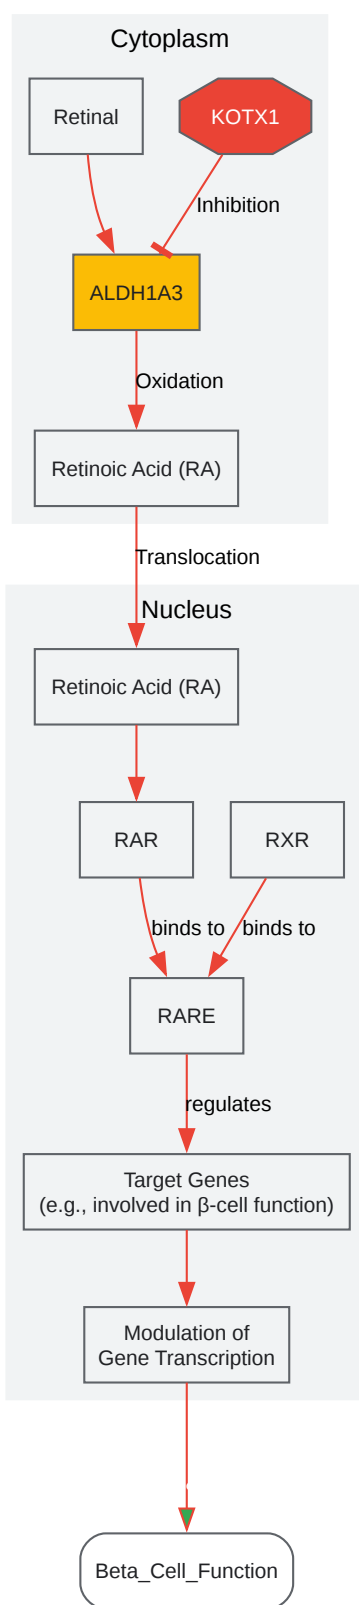 Cytoplasm
Retinal
KOTX1
Inhibition
ALDH1A3
Oxidation
Retinoic Acid (RA)
Translocation
Nucleus
Retinoic Acid (RA)
RAR
RXR
binds to
binds to
RARE
regulates
Target Genes
(e.g., involved in β-cell function)
Modulation of
Gene Transcription
Beta_Cell_Function